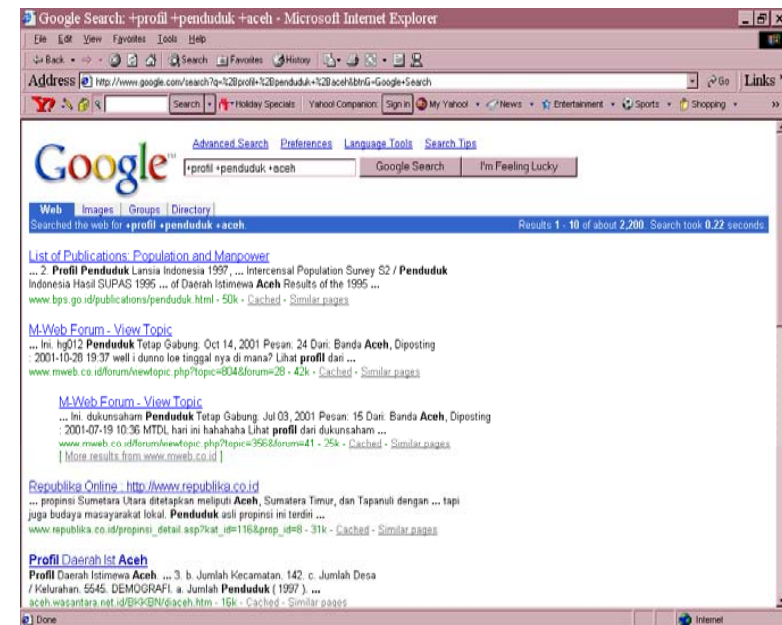 Google Search: +profil +penduduk +aceh - Microsoft Internet Explorer
File Edit View Favorites Tools Help
Back Search Favorites History
Address http://www.google.com/search?q=%2Bprofil+%2Bpenduduk+%2Baceh&btnG=Google+Search Go Links
Y! Search Holiday Specials Yahoo! Companion: Sign in My Yahoo! News Entertainment Sports Shopping »
Advanced Search Preferences Language Tools Search Tips
Google™ +profil +penduduk +aceh Google Search I'm Feeling Lucky
Web Images Groups Directory
Searched the web for +profil +penduduk +aceh. Results 1 - 10 of about 2,200. Search took 0.22 seconds.
List of Publications: Population and Manpower
... 2. Profil Penduduk Lansia Indonesia 1997, ... Intercensal Population Survey S2 / Penduduk
Indonesia Hasil SUPAS 1995 ... of Daerah Istimewa Aceh Results of the 1995 ...
www.bps.go.id/publications/penduduk.html - 50k - Cached - Similar pages
M-Web Forum - View Topic
... Ini. hg012 Penduduk Tetap Gabung: Oct 14, 2001 Pesan: 24 Dari: Banda Aceh, Diposting
: 2001-10-28 19:37 well i dunno loe tinggal nya di mana? Lihat profil dari ...
www.mweb.co.id/forum/viewtopic.php?topic=804&forum=28 - 42k - Cached - Similar pages
M-Web Forum - View Topic
... Ini. dukunsaham Penduduk Tetap Gabung: Jul 03, 2001 Pesan: 15 Dari: Banda Aceh, Diposting
: 2001-07-19 10:36 MTDL hari ini hahahaha Lihat profil dari dukunsaham ...
www.mweb.co.id/forum/viewtopic.php?topic=356&forum=41 - 25k - Cached - Similar pages
[ More results from www.mweb.co.id ]
Republika Online : http://www.republika.co.id
... propinsi Sumetara Utara ditetapkan meliputi Aceh, Sumatera Timur, dan Tapanuli dengan ... tapi
juga budaya masayarakat lokal. Penduduk asli propinsi ini terdiri ...
www.republika.co.id/propinsi_detail.asp?kat_id=116&prop_id=8 - 31k - Cached - Similar pages
Profil Daerah Ist Aceh
Profil Daerah Istimewa Aceh. ... 3. b. Jumlah Kecamatan. 142. c. Jumlah Desa
/ Kelurahan. 5545. DEMOGRAFI. a. Jumlah Penduduk ( 1997 ). ...
aceh.wasantara.net.id/BKKBN/diaceh.htm - 16k - Cached - Similar pages
Done Internet